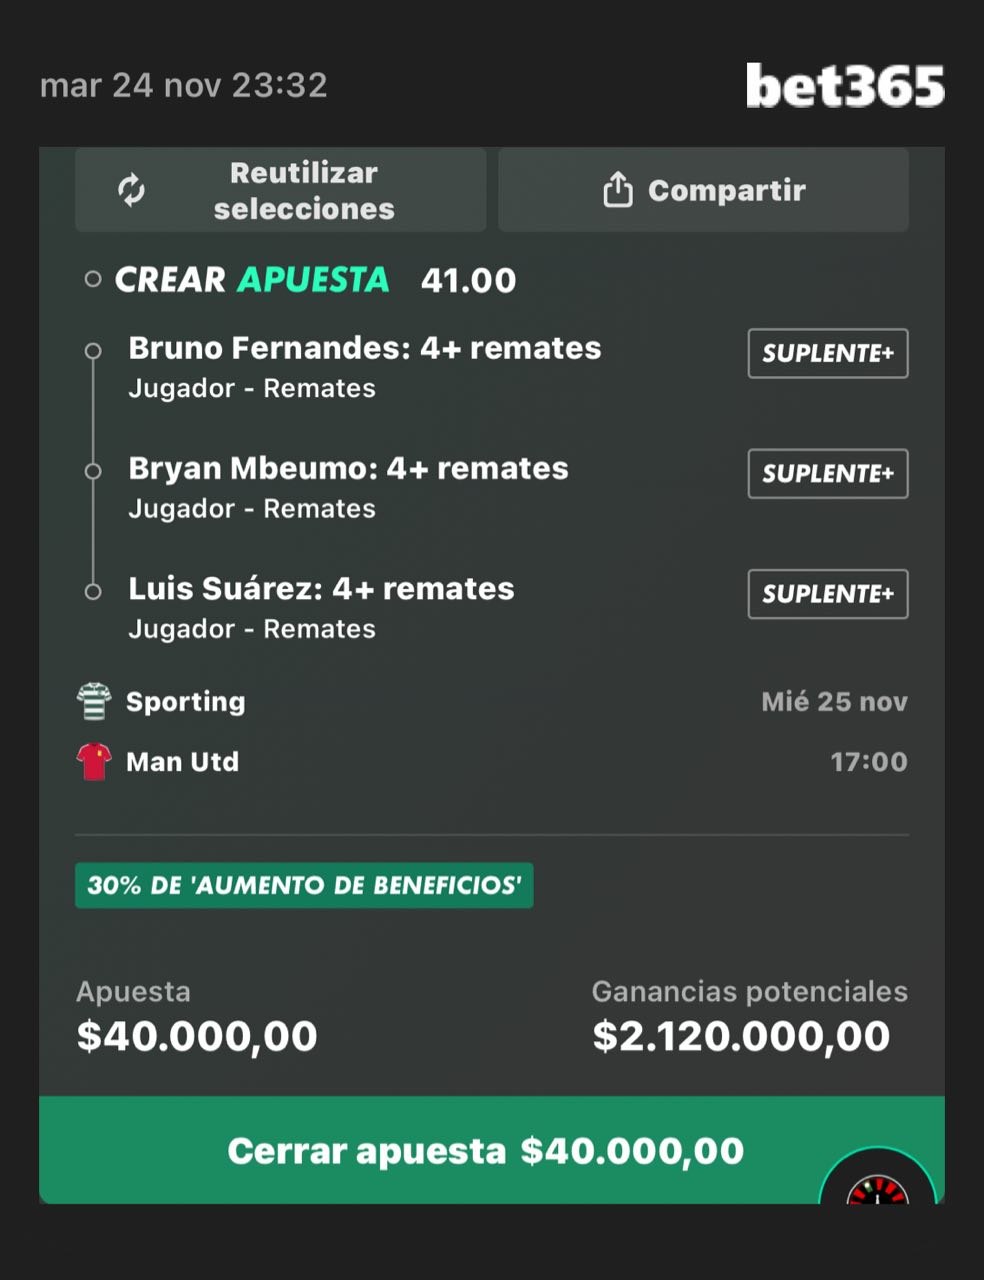 mar 24 nov 23:32
bet365
Reutilizar
selecciones
Compartir
CREAR APUESTA 41.00
Bruno Fernandes: 4+ remates
SUPLENTE+
Jugador - Remates
Bryan Mbeumo: 4+ remates
SUPLENTE+
Jugador - Remates
Luis Suárez: 4+ remates
SUPLENTE+
Jugador - Remates
Sporting
Mié 25 nov
Man Utd
17:00
30% DE 'AUMENTO DE BENEFICIOS'
Apuesta
Ganancias potenciales
$40.000,00
$2.120.000,00
Cerrar apuesta $40.000,00